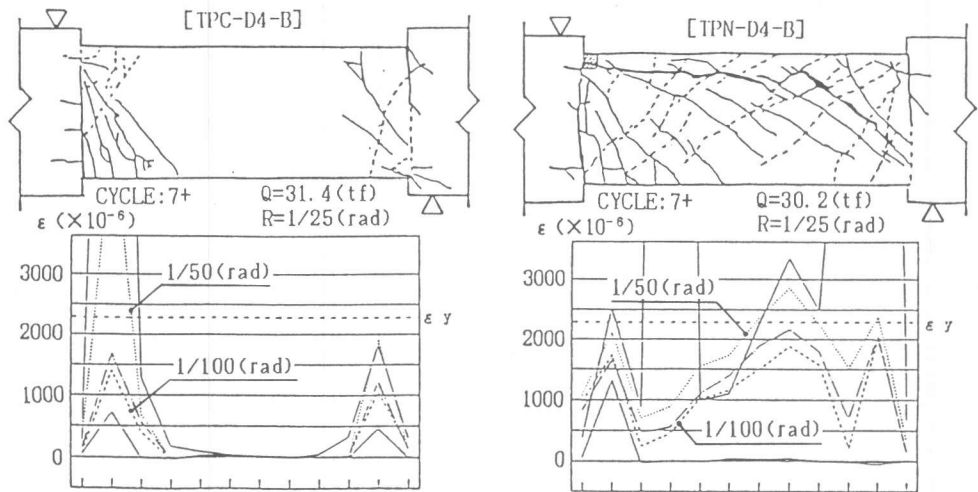 [TPC-D4-B]
CYCLE:7+
Q=31.4(tf)
R=1/25(rad)
ε (×10⁻⁶)
3000
2000
1000
0
1/50(rad)
1/100(rad)
ε y
[TPN-D4-B]
CYCLE:7+
Q=30.2(tf)
R=1/25(rad)
ε (×10⁻⁶)
3000
2000
1000
0
1/50(rad)
1/100(rad)
ε y